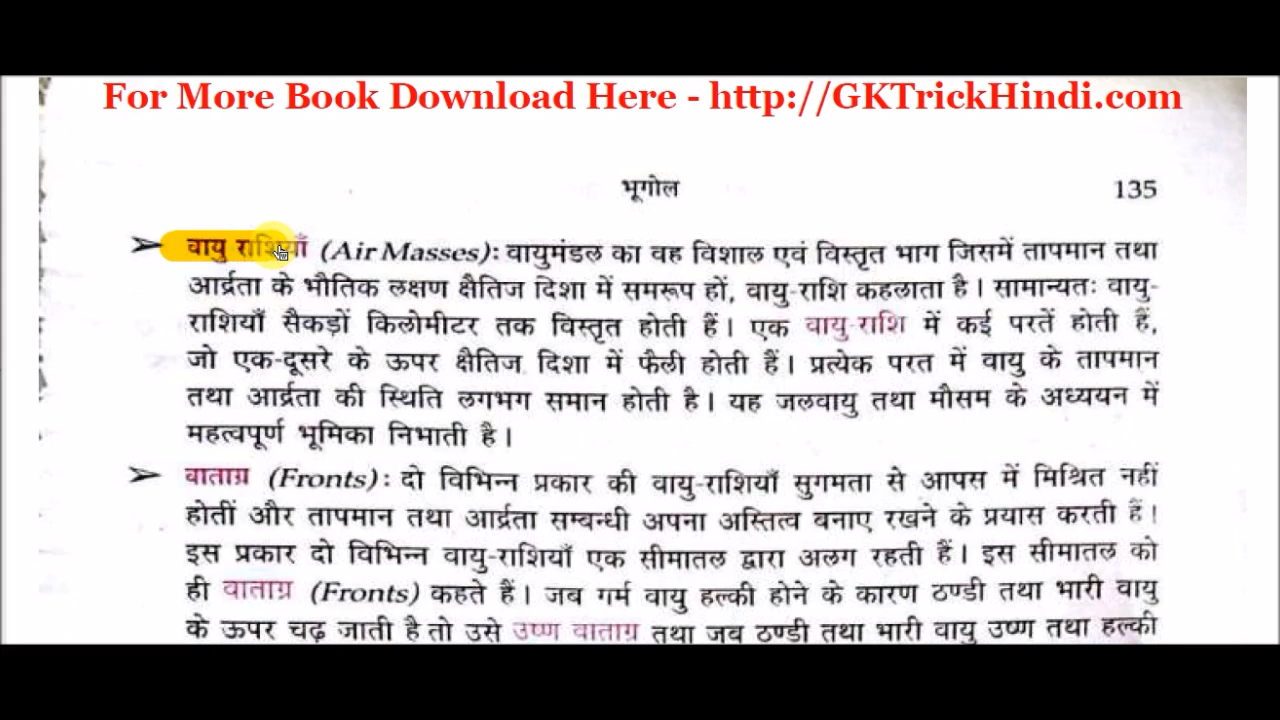 For More Book Download Here - http://GKTrickHindi.com
भूगोल 135
➢ वायु राशियाँ (Air Masses): वायुमंडल का वह विशाल एवं विस्तृत भाग जिसमें तापमान तथा
आर्द्रता के भौतिक लक्षण क्षैतिज दिशा में समरूप हों, वायु-राशि कहलाता है। सामान्यतः वायु-
राशियाँ सैकड़ों किलोमीटर तक विस्तृत होती हैं। एक वायु-राशि में कई परतें होती हैं,
जो एक-दूसरे के ऊपर क्षैतिज दिशा में फैली होती हैं। प्रत्येक परत में वायु के तापमान
तथा आर्द्रता की स्थिति लगभग समान होती है। यह जलवायु तथा मौसम के अध्ययन में
महत्वपूर्ण भूमिका निभाती है।
➢ वाताग्र (Fronts): दो विभिन्न प्रकार की वायु-राशियाँ सुगमता से आपस में मिश्रित नहीं
होतीं और तापमान तथा आर्द्रता सम्बन्धी अपना अस्तित्व बनाए रखने के प्रयास करती हैं।
इस प्रकार दो विभिन्न वायु-राशियाँ एक सीमातल द्वारा अलग रहती हैं। इस सीमातल को
ही वाताग्र (Fronts) कहते हैं। जब गर्म वायु हल्की होने के कारण ठण्डी तथा भारी वायु
के ऊपर चढ़ जाती है तो उसे उष्ण वाताग्र तथा जब ठण्डी तथा भारी वायु उष्ण तथा हल्की